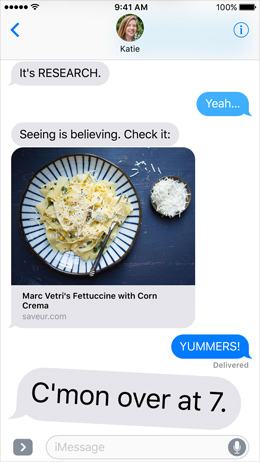 9:41 AM 100%
Katie
It's RESEARCH.
Yeah...
Seeing is believing. Check it:
Marc Vetri's Fettuccine with Corn
Crema
saveur.com
YUMMERS!
Delivered
C'mon over at 7.
iMessage